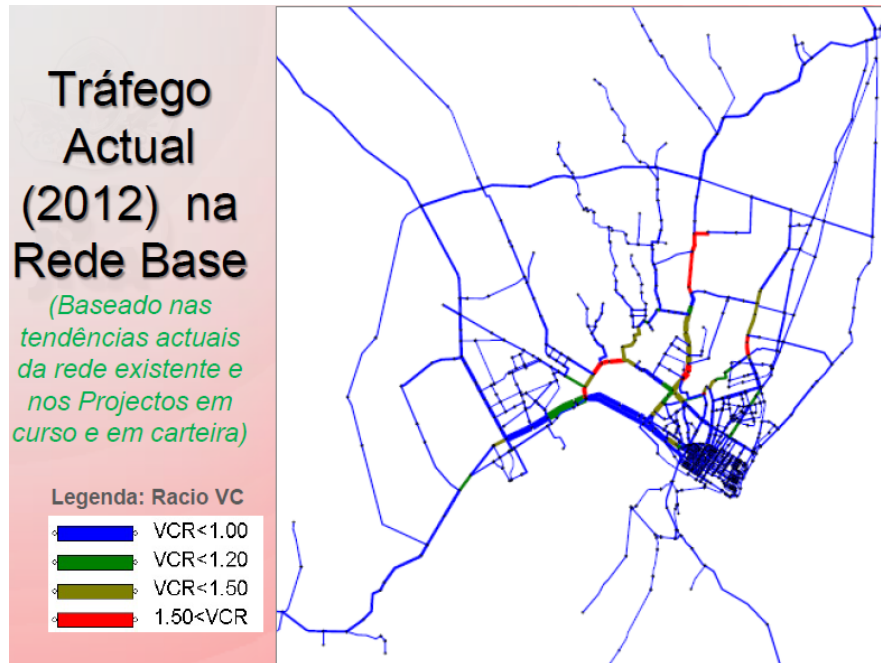 Tráfego
Actual
(2012) na
Rede Base
(Baseado nas
tendências actuais
da rede existente e
nos Projectos em
curso e em carteira)
Legenda: Racio VC
VCR<1.00
VCR<1.20
VCR<1.50
1.50<VCR